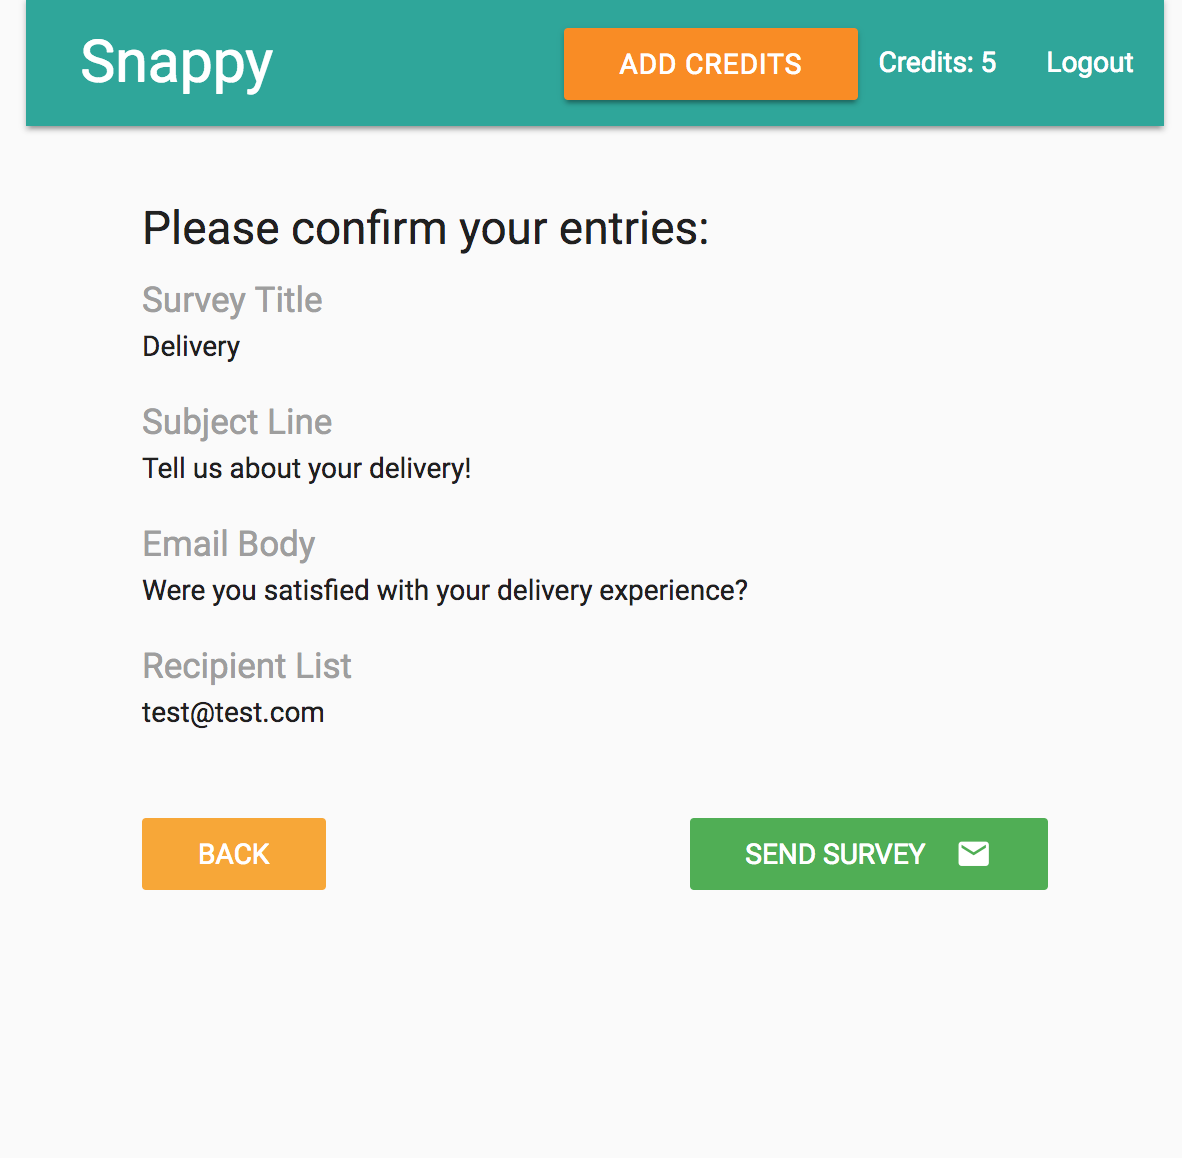 Snappy
ADD CREDITS
Credits: 5
Logout
Please confirm your entries:
Survey Title
Delivery
Subject Line
Tell us about your delivery!
Email Body
Were you satisfied with your delivery experience?
Recipient List
test@test.com
BACK
SEND SURVEY